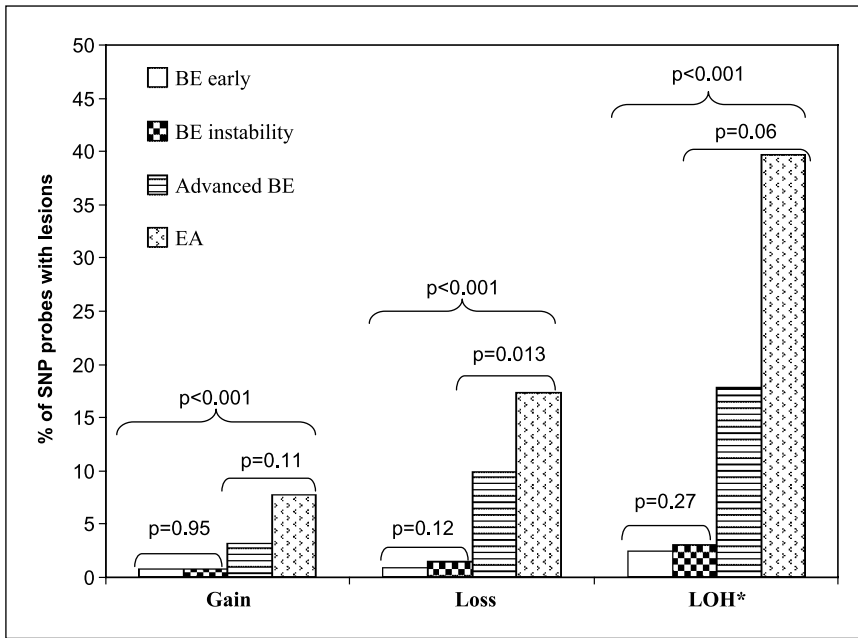 % of SNP probes with lesions
50
45
40
35
30
25
20
15
10
5
0
BE early
BE instability
Advanced BE
EA
p<0.001
p=0.11
p=0.95
p<0.001
p=0.013
p=0.12
p<0.001
p=0.06
p=0.27
Gain
Loss
LOH*